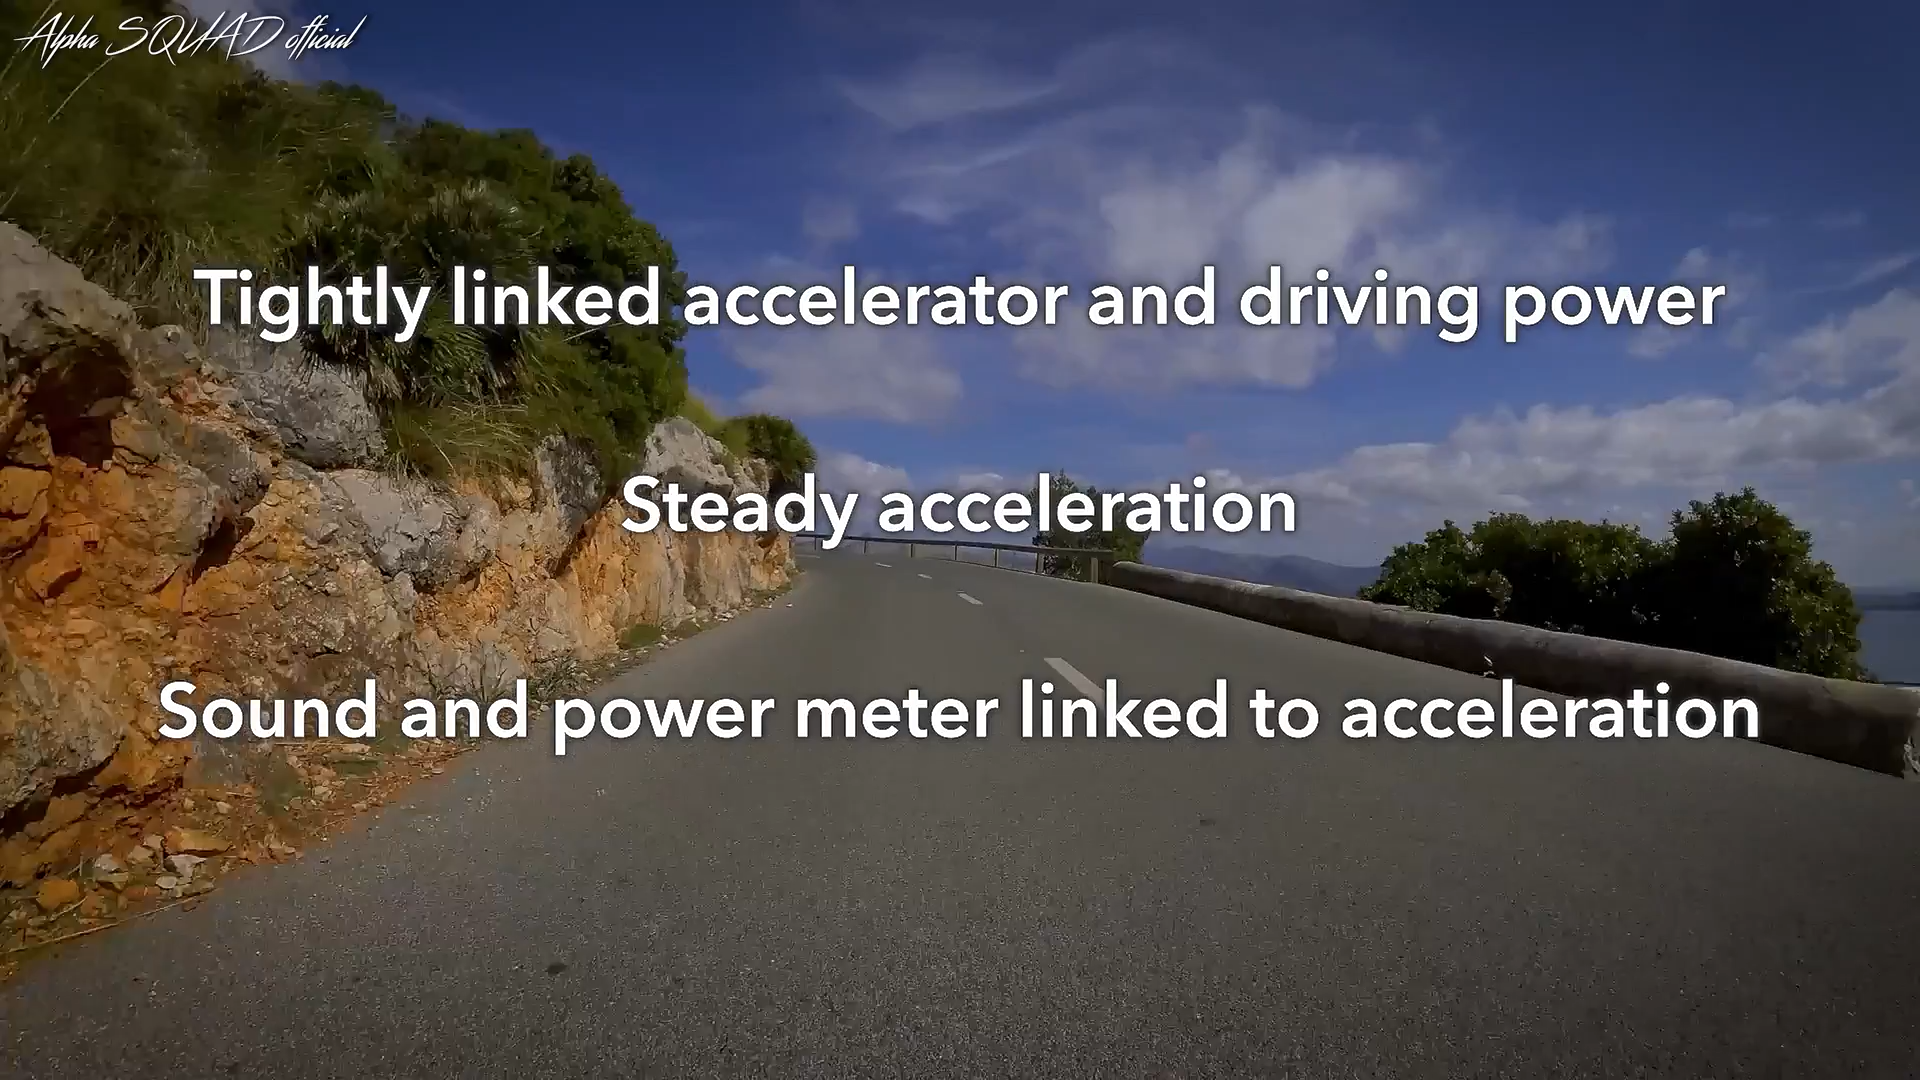 Alpha SQUAD official
Tightly linked accelerator and driving power
Steady acceleration
Sound and power meter linked to acceleration